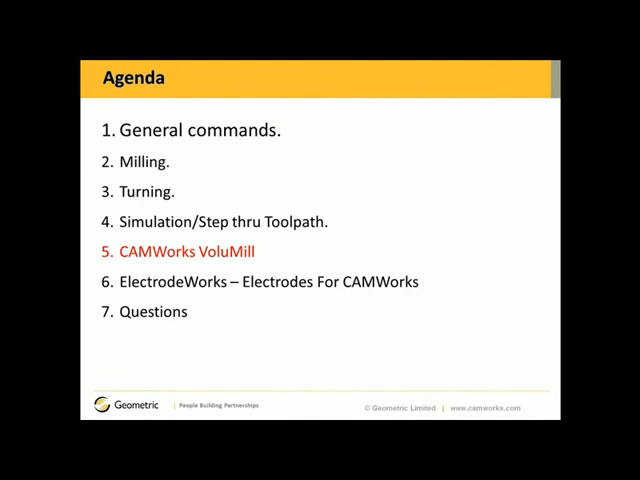 Agenda
1. General commands.
2. Milling.
3. Turning.
4. Simulation/Step thru Toolpath.
5. CAMWorks VoluMill
6. ElectrodeWorks – Electrodes For CAMWorks
7. Questions
Geometric | People Building Partnerships
© Geometric Limited | www.camworks.com